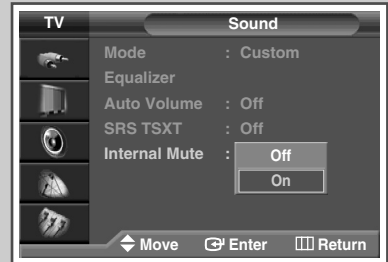 TV Sound
Mode : Custom
Equalizer
Auto Volume : Off
SRS TSXT : Off
Internal Mute : Off
On
Move Enter Return